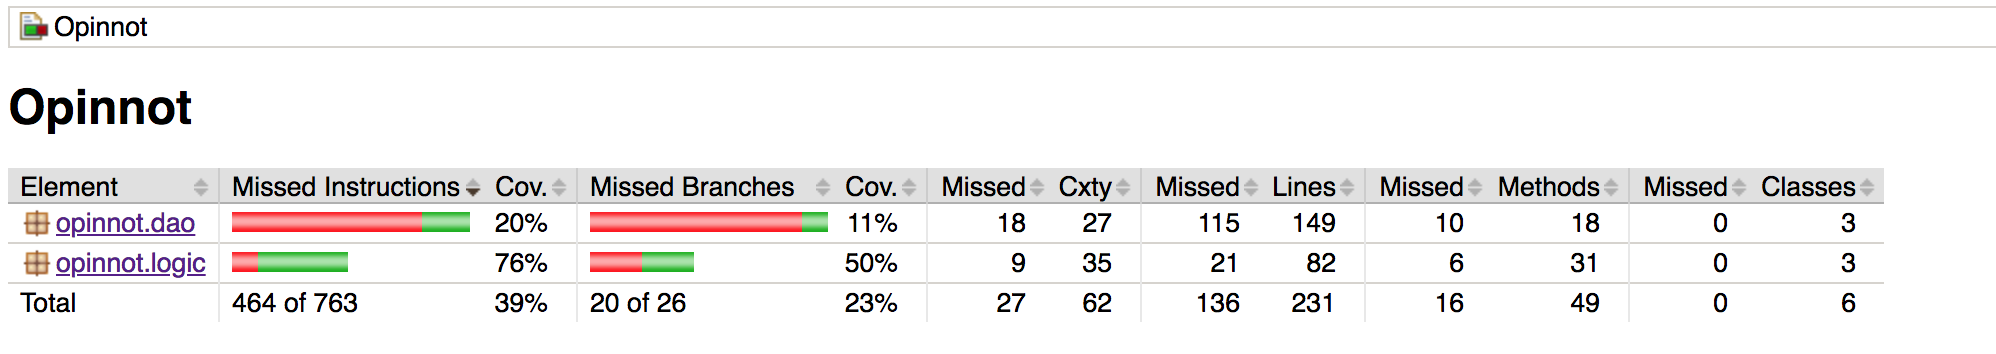 Opinnot
Opinnot
Element Missed Instructions Cov. Missed Branches Cov. Missed Cxty Missed Lines Missed Methods Missed Classes
opinnot.dao 20% 11% 18 27 115 149 10 18 0 3
opinnot.logic 76% 50% 9 35 21 82 6 31 0 3
Total 464 of 763 39% 20 of 26 23% 27 62 136 231 16 49 0 6